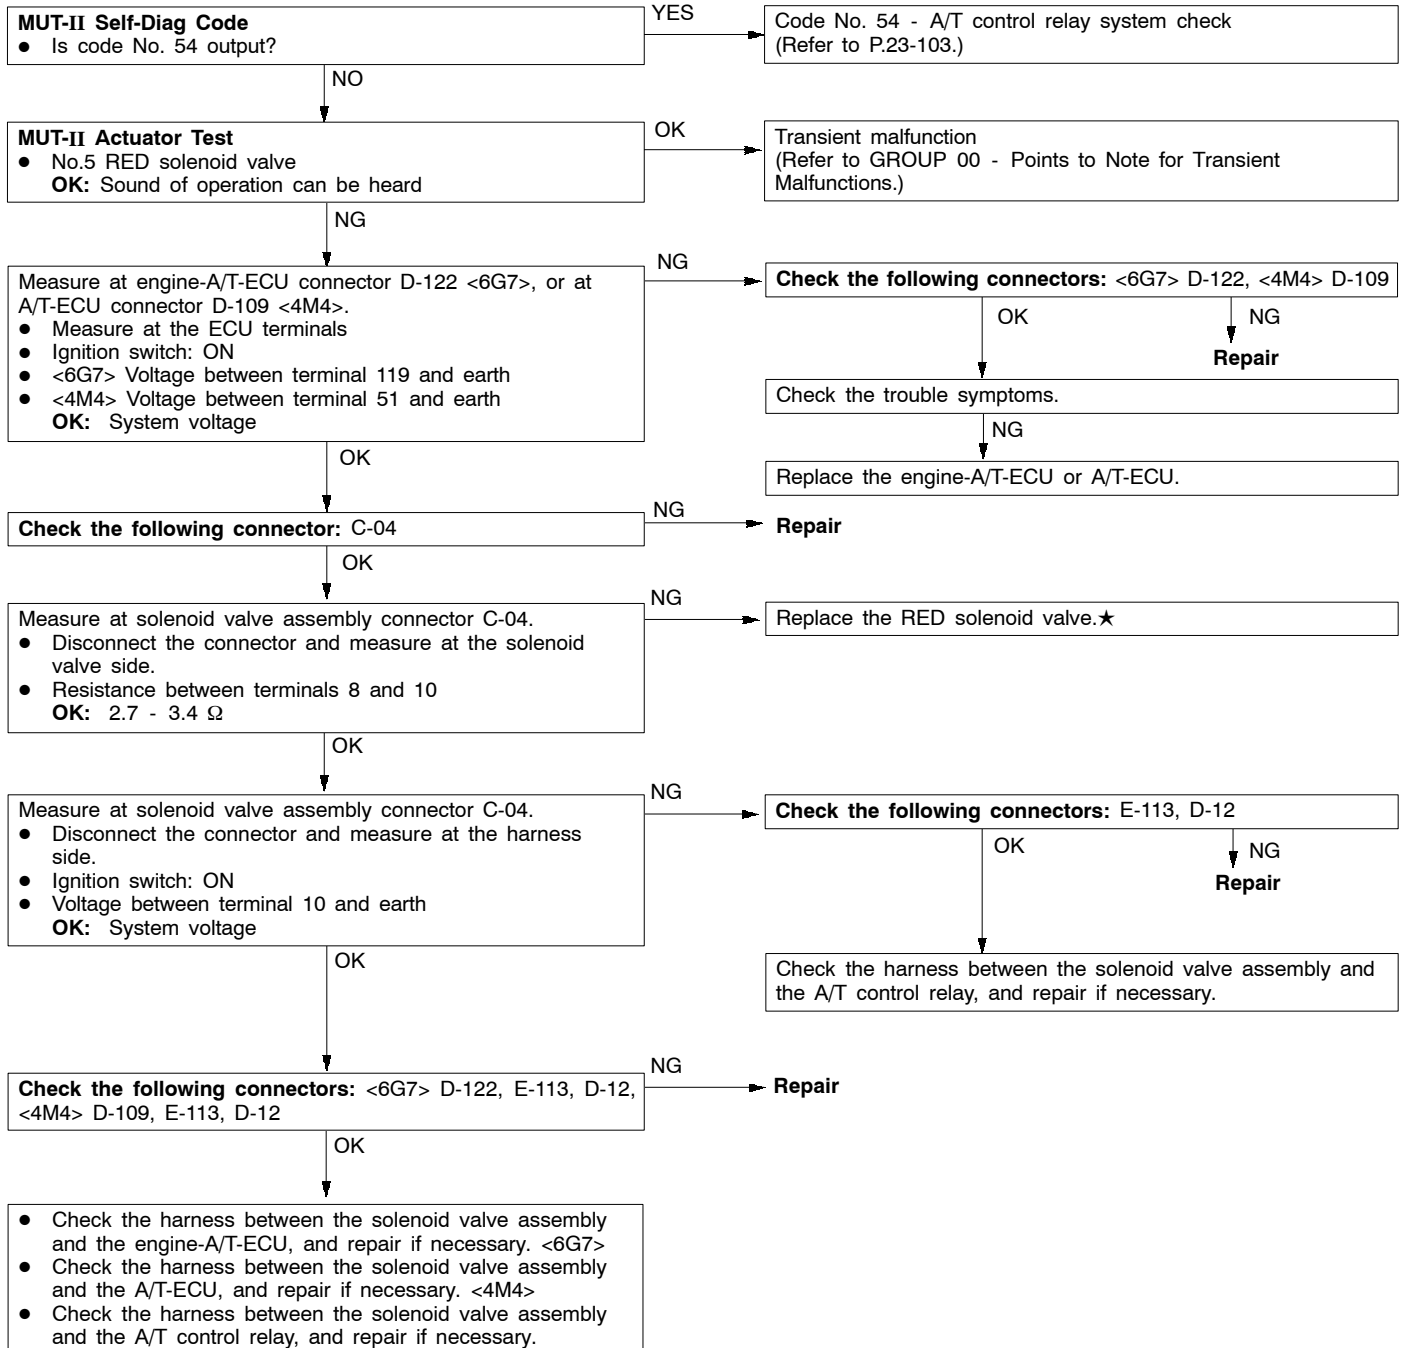 MUT-II Self-Diag Code
● Is code No. 54 output?
YES
Code No. 54 - A/T control relay system check
(Refer to P.23-103.)
NO
MUT-II Actuator Test
● No.5 RED solenoid valve
OK: Sound of operation can be heard
OK
Transient malfunction
(Refer to GROUP 00 - Points to Note for Transient
Malfunctions.)
NG
Measure at engine-A/T-ECU connector D-122 <6G7>, or at
A/T-ECU connector D-109 <4M4>.
● Measure at the ECU terminals
● Ignition switch: ON
● <6G7> Voltage between terminal 119 and earth
● <4M4> Voltage between terminal 51 and earth
OK: System voltage
NG
Check the following connectors: <6G7> D-122, <4M4> D-109
OK
NG
Repair
Check the trouble symptoms.
NG
Replace the engine-A/T-ECU or A/T-ECU.
OK
Check the following connector: C-04
NG
Repair
OK
Measure at solenoid valve assembly connector C-04.
● Disconnect the connector and measure at the solenoid
valve side.
● Resistance between terminals 8 and 10
OK: 2.7 - 3.4 Ω
NG
Replace the RED solenoid valve.★
OK
Measure at solenoid valve assembly connector C-04.
● Disconnect the connector and measure at the harness
side.
● Ignition switch: ON
● Voltage between terminal 10 and earth
OK: System voltage
NG
Check the following connectors: E-113, D-12
OK
NG
Repair
Check the harness between the solenoid valve assembly and
the A/T control relay, and repair if necessary.
OK
Check the following connectors: <6G7> D-122, E-113, D-12,
<4M4> D-109, E-113, D-12
NG
Repair
OK
● Check the harness between the solenoid valve assembly
and the engine-A/T-ECU, and repair if necessary. <6G7>
● Check the harness between the solenoid valve assembly
and the A/T-ECU, and repair if necessary. <4M4>
● Check the harness between the solenoid valve assembly
and the A/T control relay, and repair if necessary.